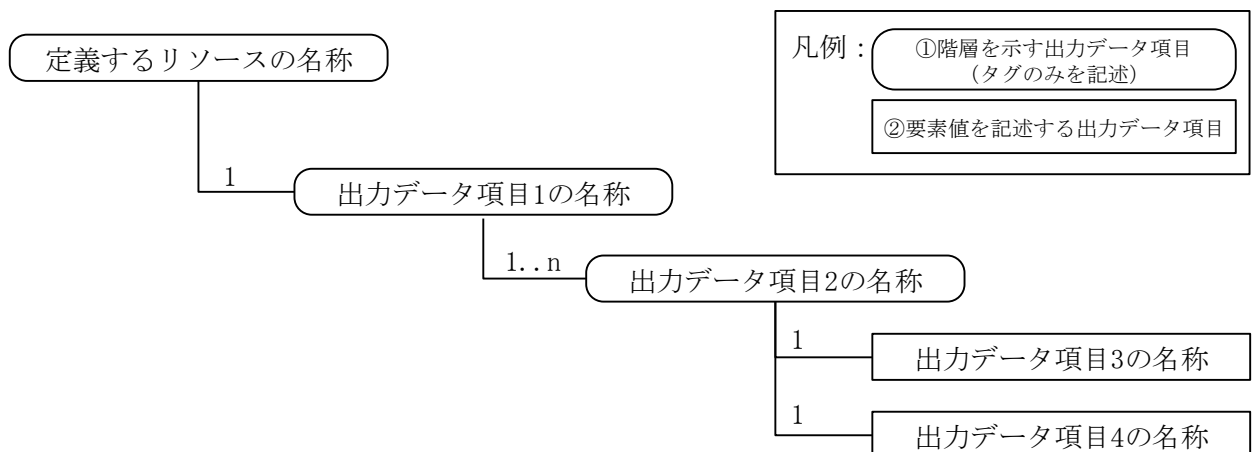 定義するリソースの名称
凡例：
①階層を示す出力データ項目
（タグのみを記述）
②要素値を記述する出力データ項目
1
出力データ項目1の名称
1..n
出力データ項目2の名称
1
出力データ項目3の名称
1
出力データ項目4の名称